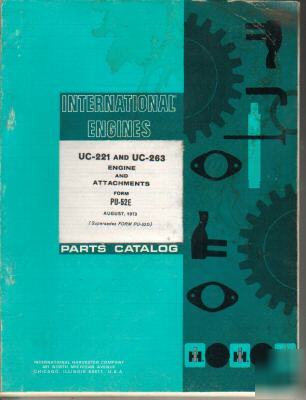 INTERNATIONAL
ENGINES
UC-221 AND UC-263
ENGINE
AND
ATTACHMENTS
FORM
PU-52E
AUGUST, 1973
(Supersedes FORM PU-52D)
PARTS CATALOG
INTERNATIONAL HARVESTER COMPANY
401 NORTH MICHIGAN AVENUE
CHICAGO, ILLINOIS 60611, U.S.A.